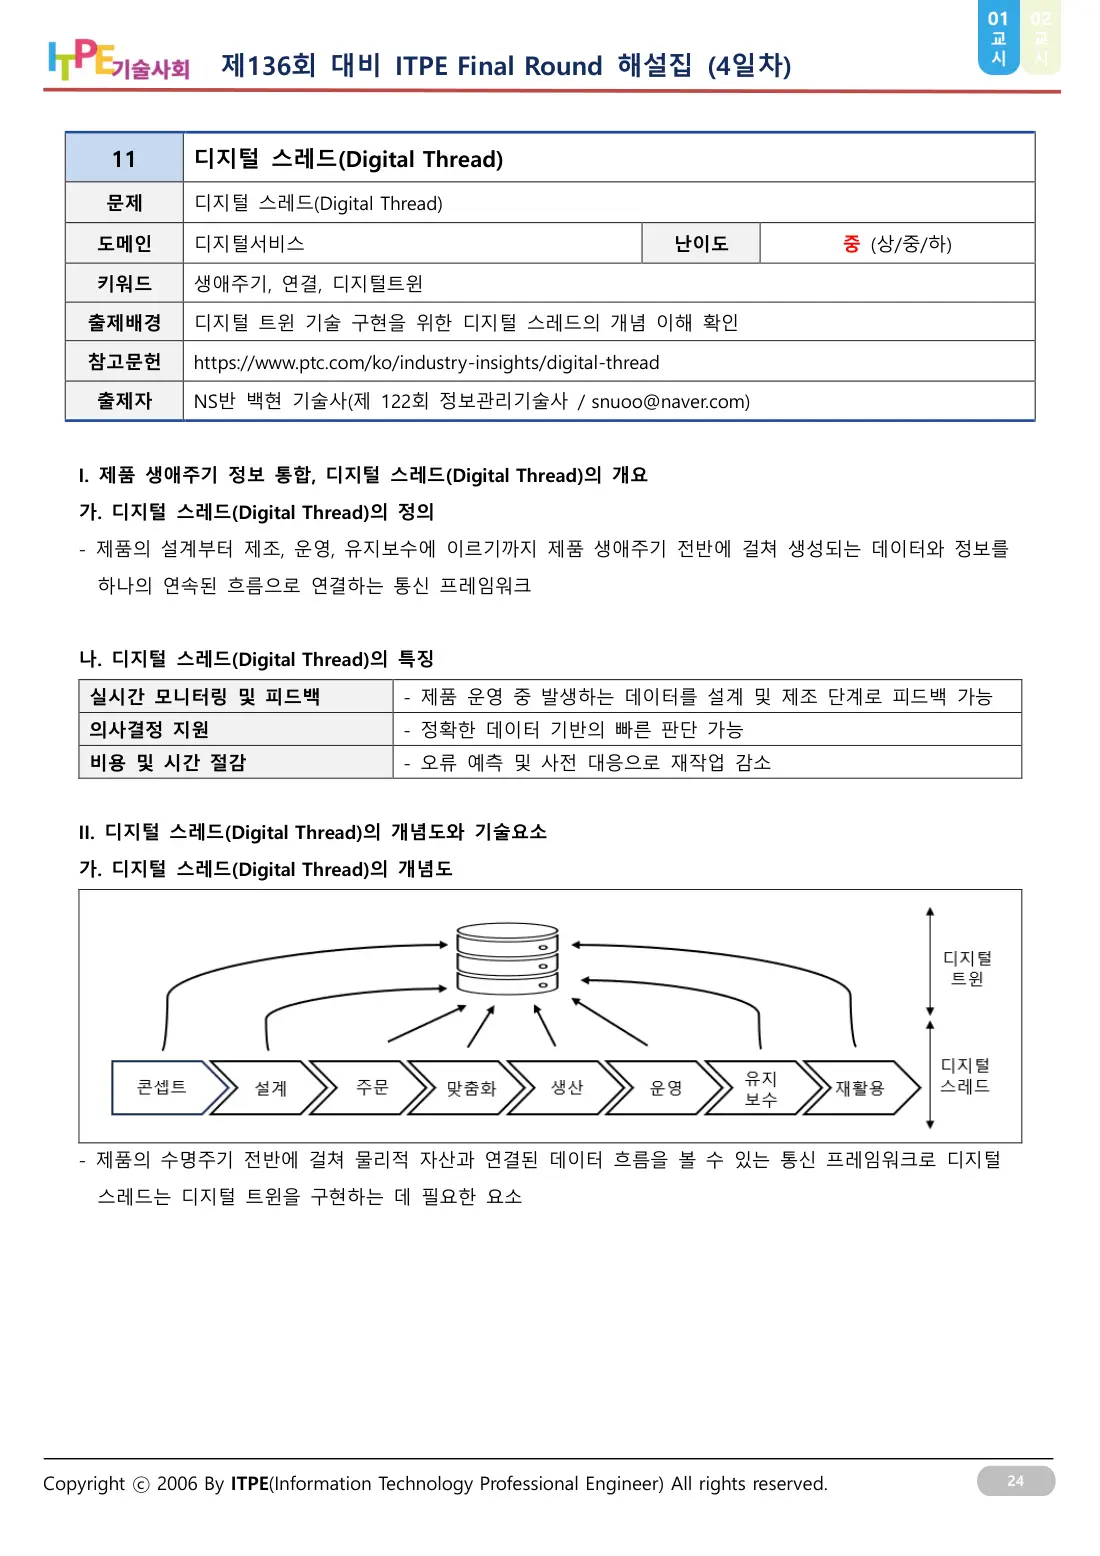 01
교
시
02
교
시
ITPE기술사회 제136회 대비 ITPE Final Round 해설집 (4일차)
11 디지털 스레드(Digital Thread)
문제 디지털 스레드(Digital Thread)
도메인 디지털서비스 난이도 중 (상/중/하)
키워드 생애주기, 연결, 디지털트윈
출제배경 디지털 트윈 기술 구현을 위한 디지털 스레드의 개념 이해 확인
참고문헌 https://www.ptc.com/ko/industry-insights/digital-thread
출제자 NS반 백현 기술사(제 122회 정보관리기술사 / snuoo@naver.com)
I. 제품 생애주기 정보 통합, 디지털 스레드(Digital Thread)의 개요
가. 디지털 스레드(Digital Thread)의 정의
- 제품의 설계부터 제조, 운영, 유지보수에 이르기까지 제품 생애주기 전반에 걸쳐 생성되는 데이터와 정보를
하나의 연속된 흐름으로 연결하는 통신 프레임워크
나. 디지털 스레드(Digital Thread)의 특징
실시간 모니터링 및 피드백 - 제품 운영 중 발생하는 데이터를 설계 및 제조 단계로 피드백 가능
의사결정 지원 - 정확한 데이터 기반의 빠른 판단 가능
비용 및 시간 절감 - 오류 예측 및 사전 대응으로 재작업 감소
II. 디지털 스레드(Digital Thread)의 개념도와 기술요소
가. 디지털 스레드(Digital Thread)의 개념도
디지털
트윈
콘셉트 설계 주문 맞춤화 생산 운영 유지
보수 재활용
디지털
스레드
- 제품의 수명주기 전반에 걸쳐 물리적 자산과 연결된 데이터 흐름을 볼 수 있는 통신 프레임워크로 디지털
스레드는 디지털 트윈을 구현하는 데 필요한 요소
Copyright ⓒ 2006 By ITPE(Information Technology Professional Engineer) All rights reserved.
24